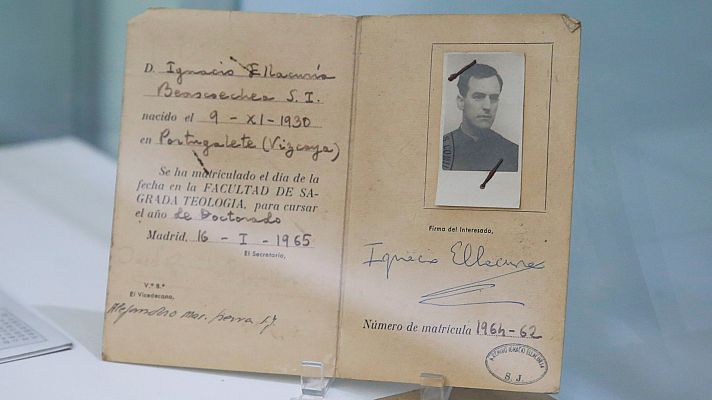 D. Ignacio Ellacuría
Beascoechea S. I.
nacido el 9 - XI - 1930
en Portugalete (Vizcaya)
Se ha matriculado el día de la
fecha en la FACULTAD DE SA-
GRADA TEOLOGIA, para cursar
el año de Doctorado
Madrid, 16 - I - 1965
El Secretario,
V.º B.º
El Vicedecano,
Alejandro
Firma del Interesado,
Ignacio Ellacuría
Número de matrícula 1964-62
S. J.